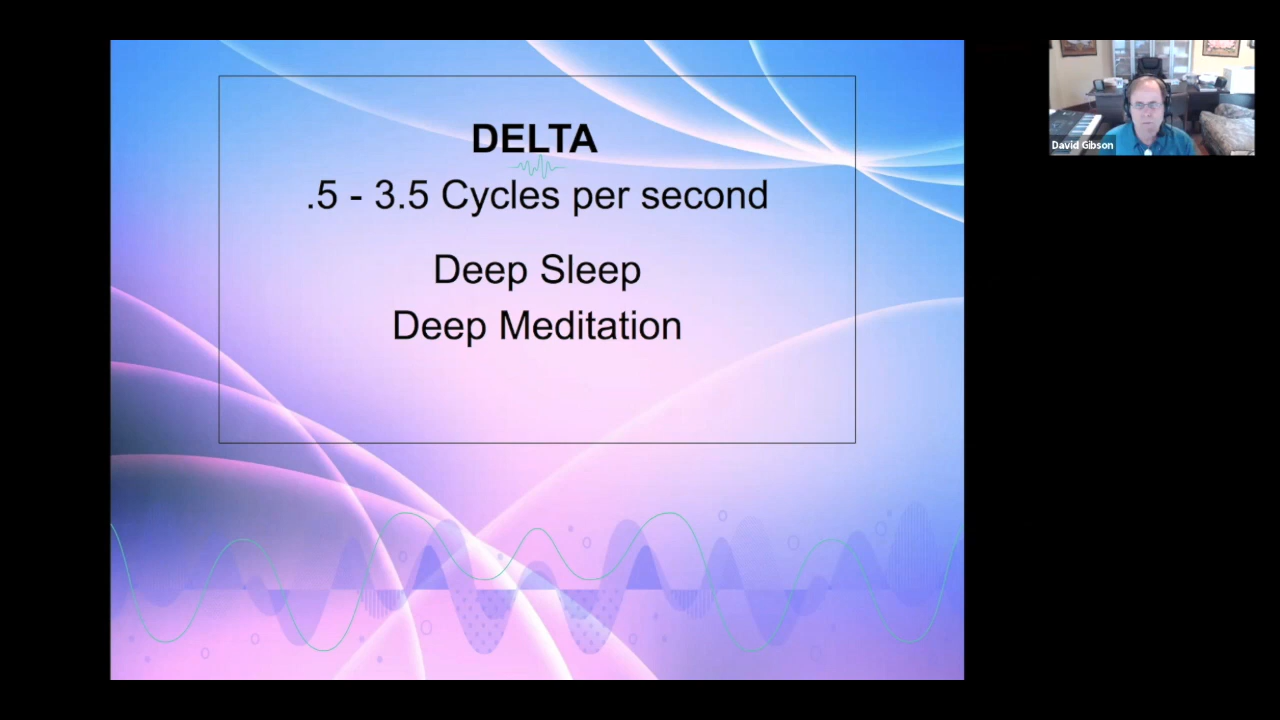 DELTA
.5 - 3.5 Cycles per second
Deep Sleep
Deep Meditation
David Gibson